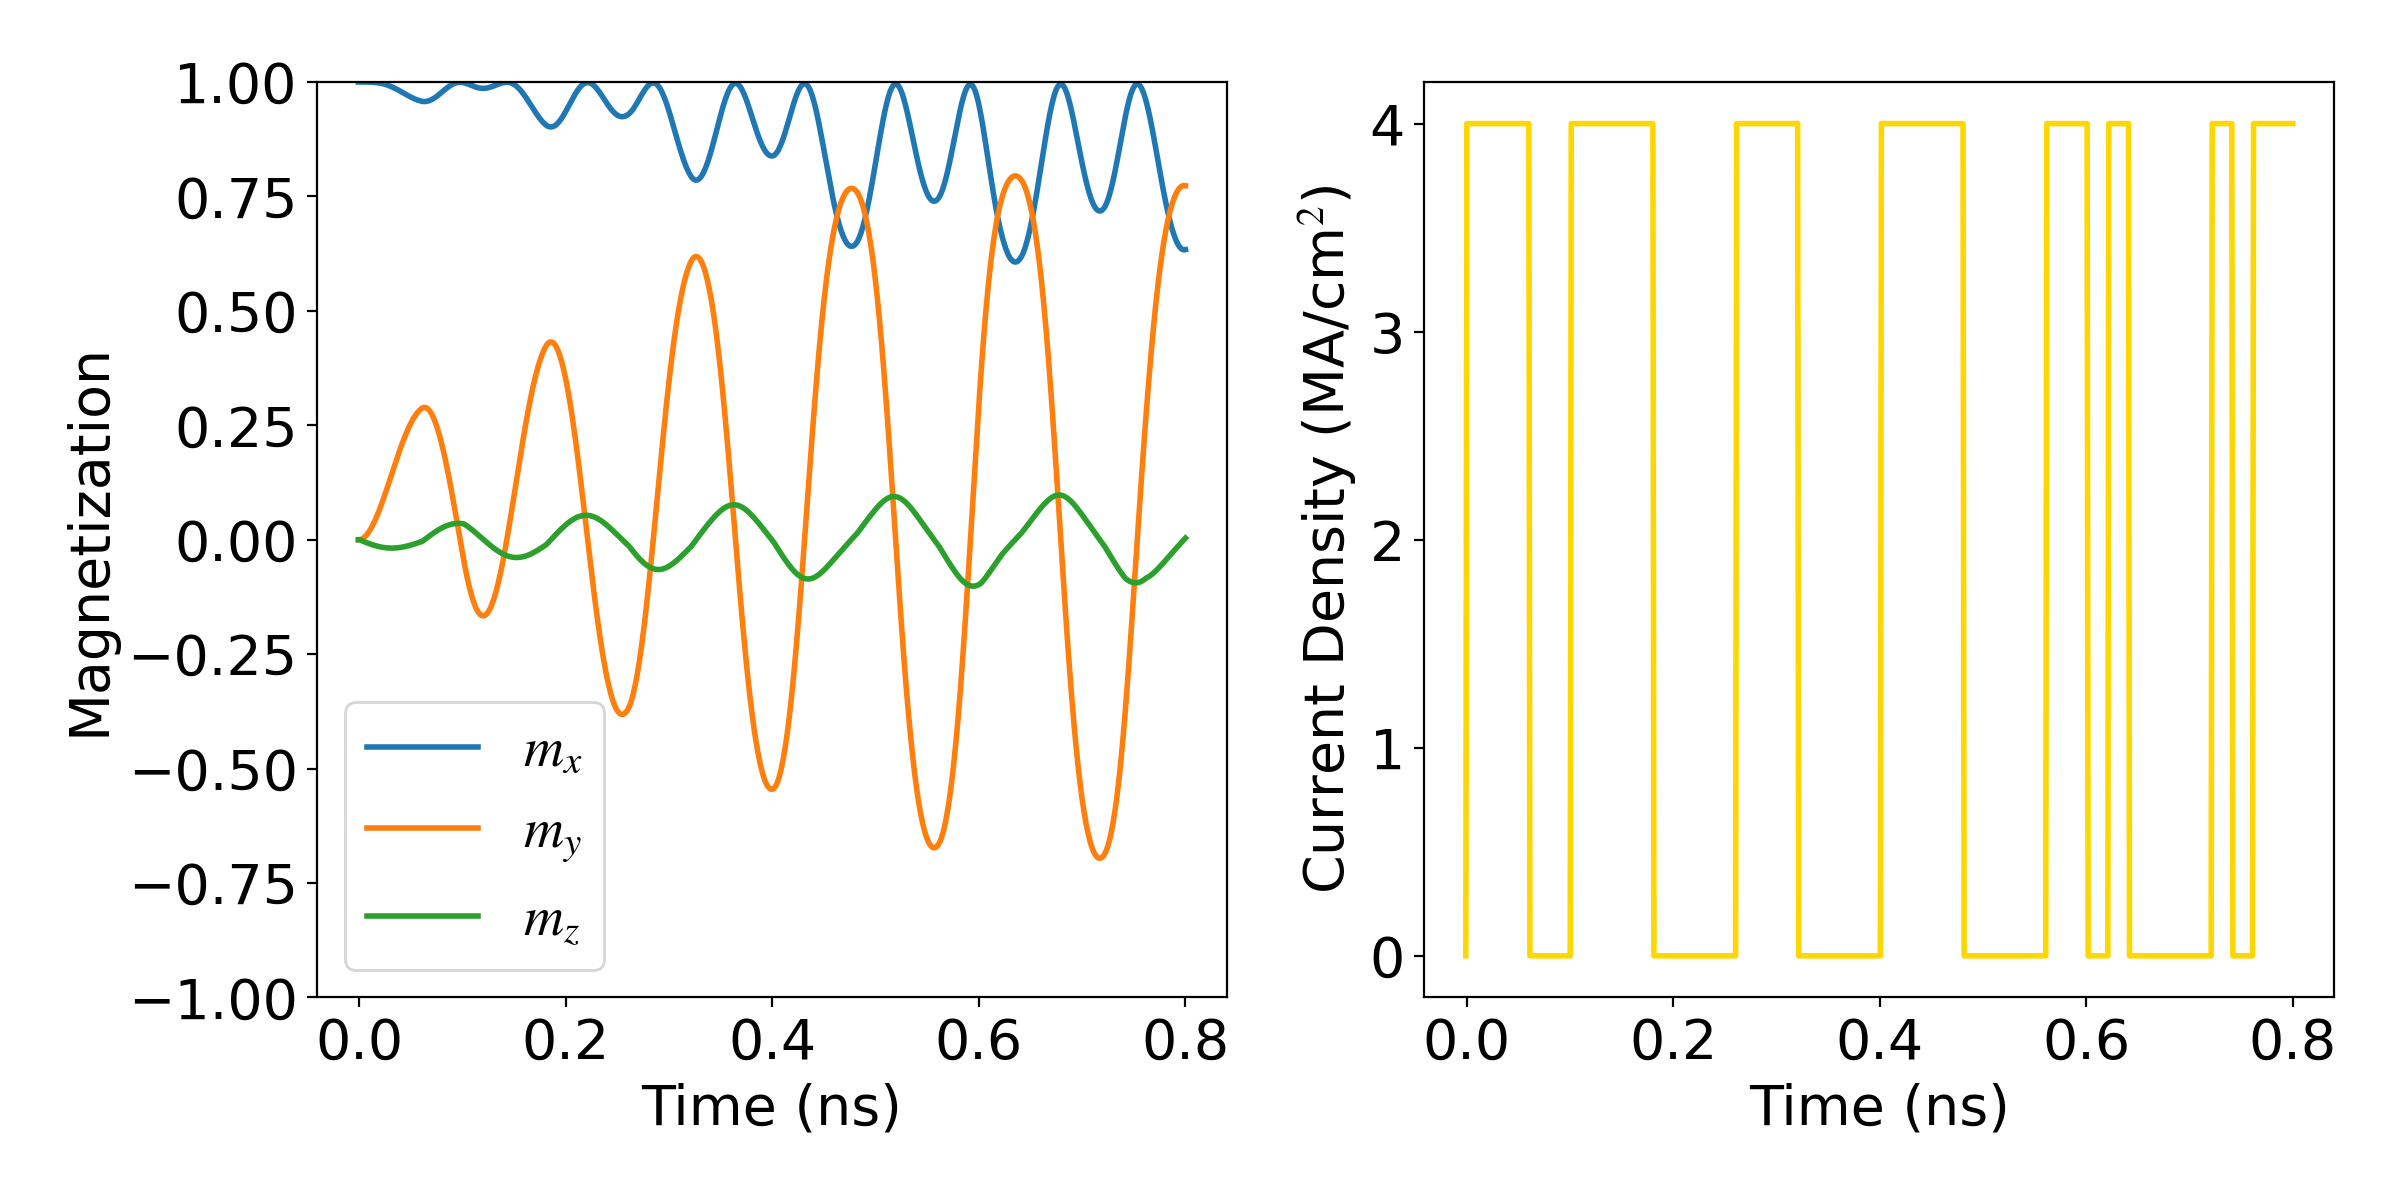 Magnetization
1.00
0.75
0.50
0.25
0.00
−0.25
−0.50
−0.75
−1.00
m_x
m_y
m_z
0.0 0.2 0.4 0.6 0.8
Time (ns)
Current Density (MA/cm²)
4
3
2
1
0
0.0 0.2 0.4 0.6 0.8
Time (ns)